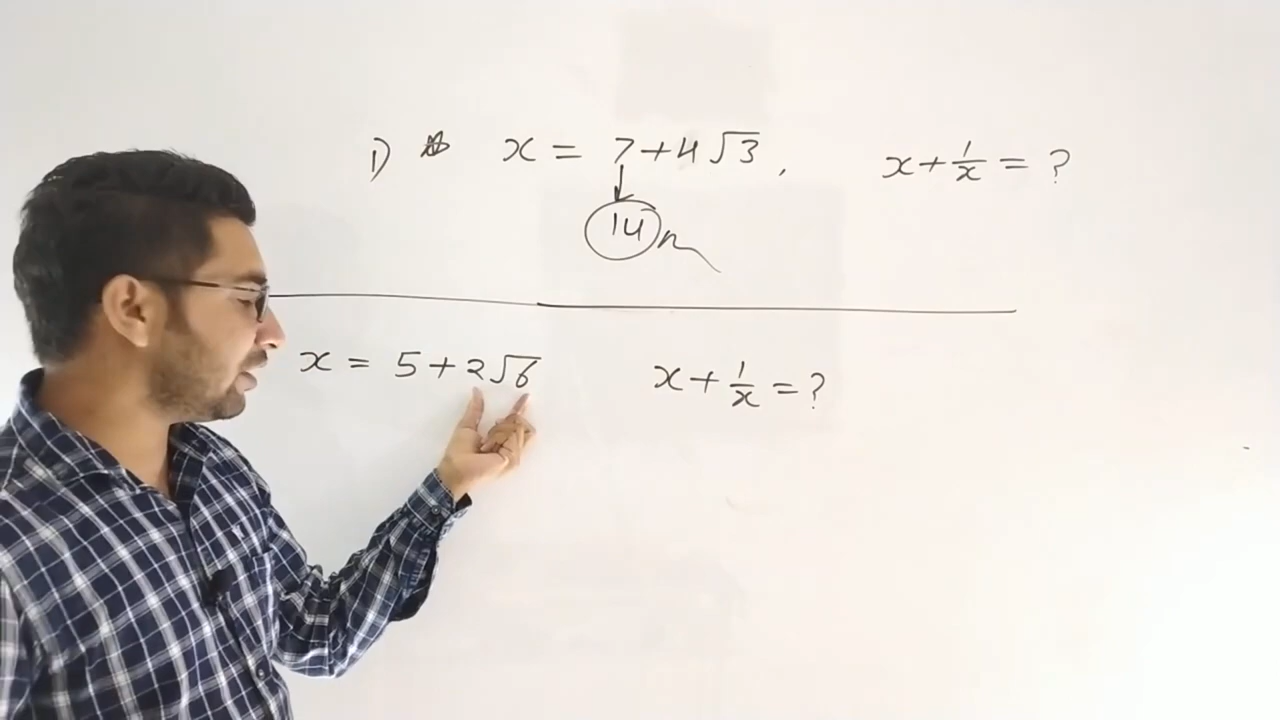 1) x = 7+4√3, x+1/x = ?
14
x = 5+2√6 x+1/x = ?